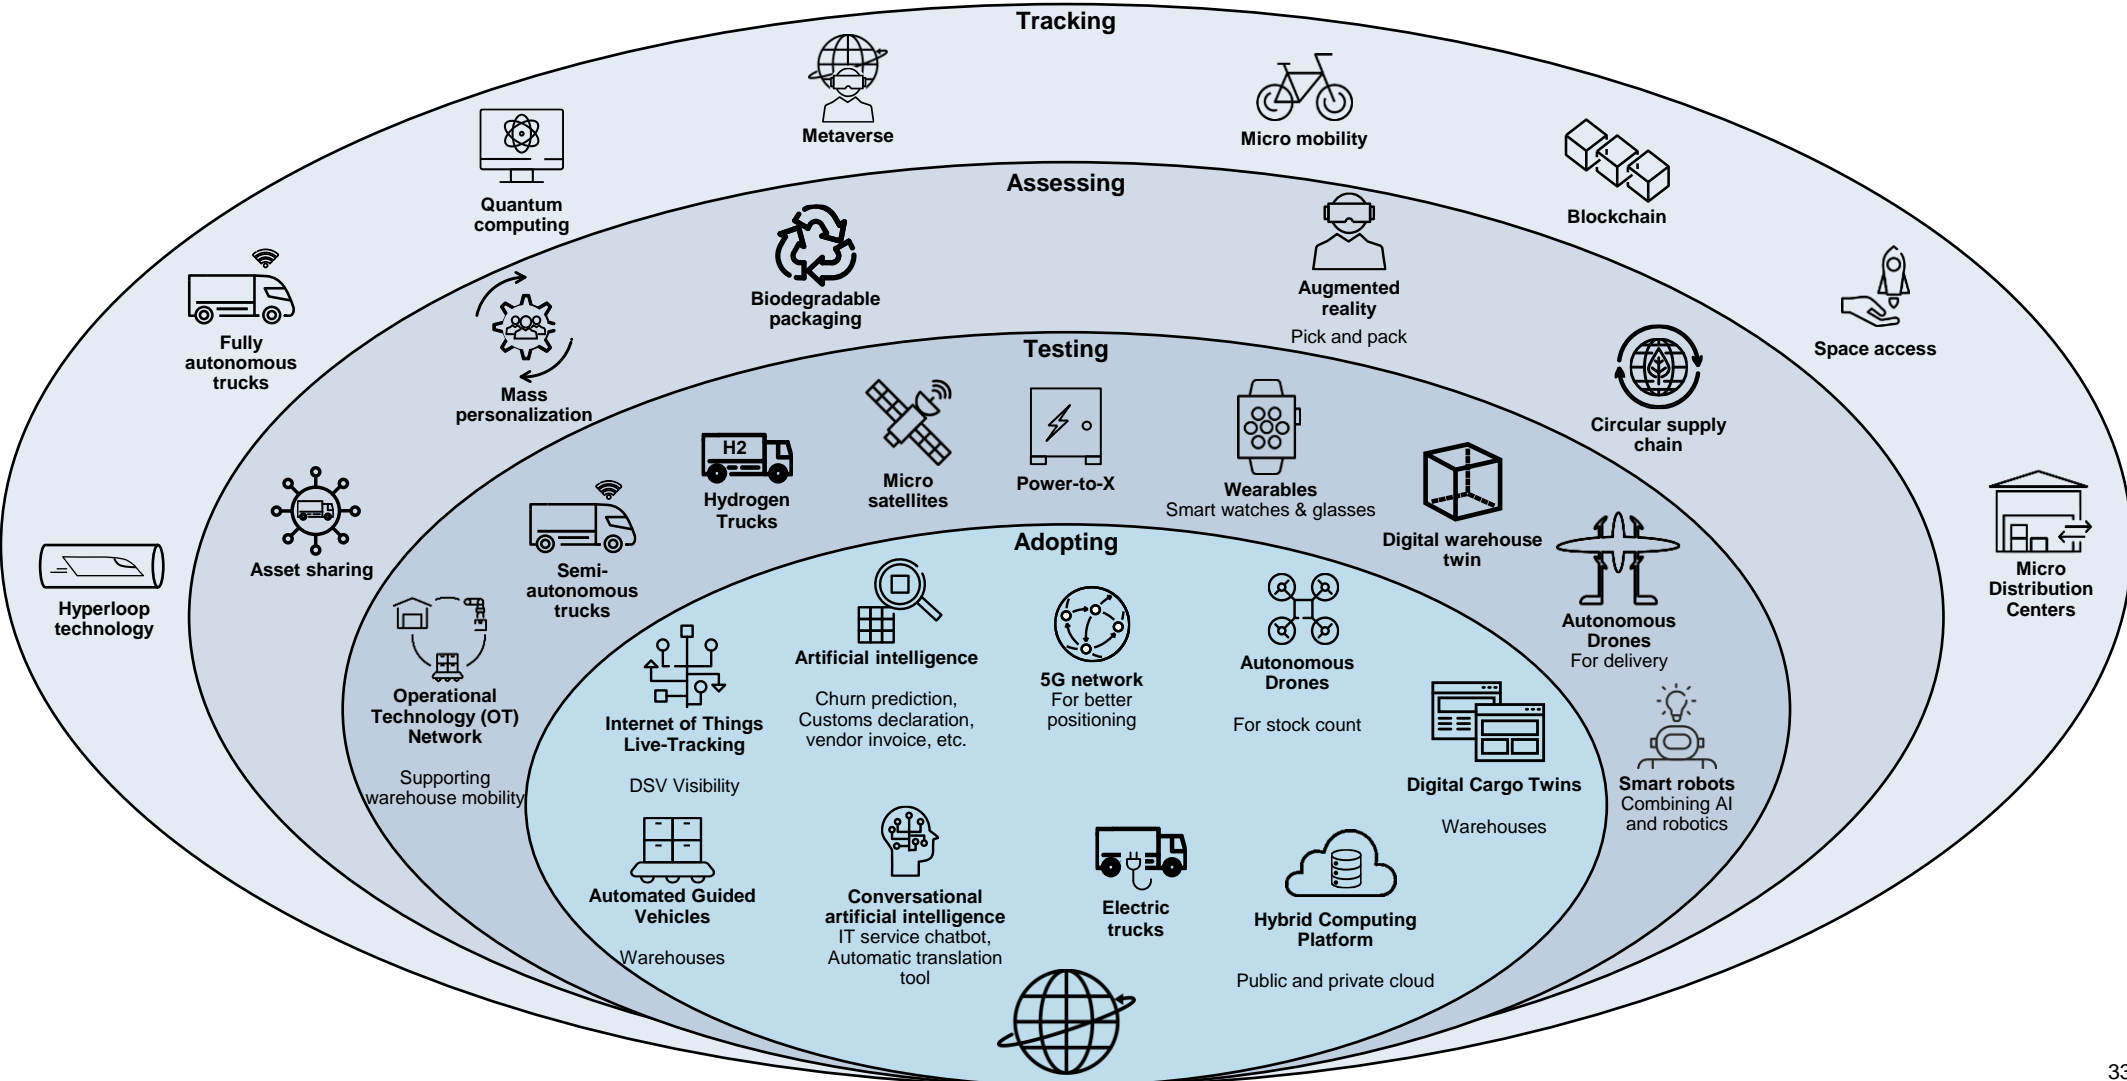 Tracking
Metaverse
Micro mobility
Quantum
computing
Blockchain
Fully
autonomous
trucks
Space access
Hyperloop
technology
Micro
Distribution
Centers
Assessing
Biodegradable
packaging
Augmented
reality
Pick and pack
Mass
personalization
Circular supply
chain
Asset sharing
Testing
H2
Hydrogen
Trucks
Micro
satellites
Power-to-X
Wearables
Smart watches & glasses
Digital warehouse
twin
Semi-
autonomous
trucks
Autonomous
Drones
For delivery
Operational
Technology (OT)
Network
Supporting
warehouse mobility
Smart robots
Combining AI
and robotics
Adopting
Artificial intelligence
Churn prediction,
Customs declaration,
vendor invoice, etc.
5G network
For better
positioning
Autonomous
Drones
For stock count
Internet of Things
Live-Tracking
DSV Visibility
Digital Cargo Twins
Warehouses
Automated Guided
Vehicles
Warehouses
Conversational
artificial intelligence
IT service chatbot,
Automatic translation
tool
Electric
trucks
Hybrid Computing
Platform
Public and private cloud
33